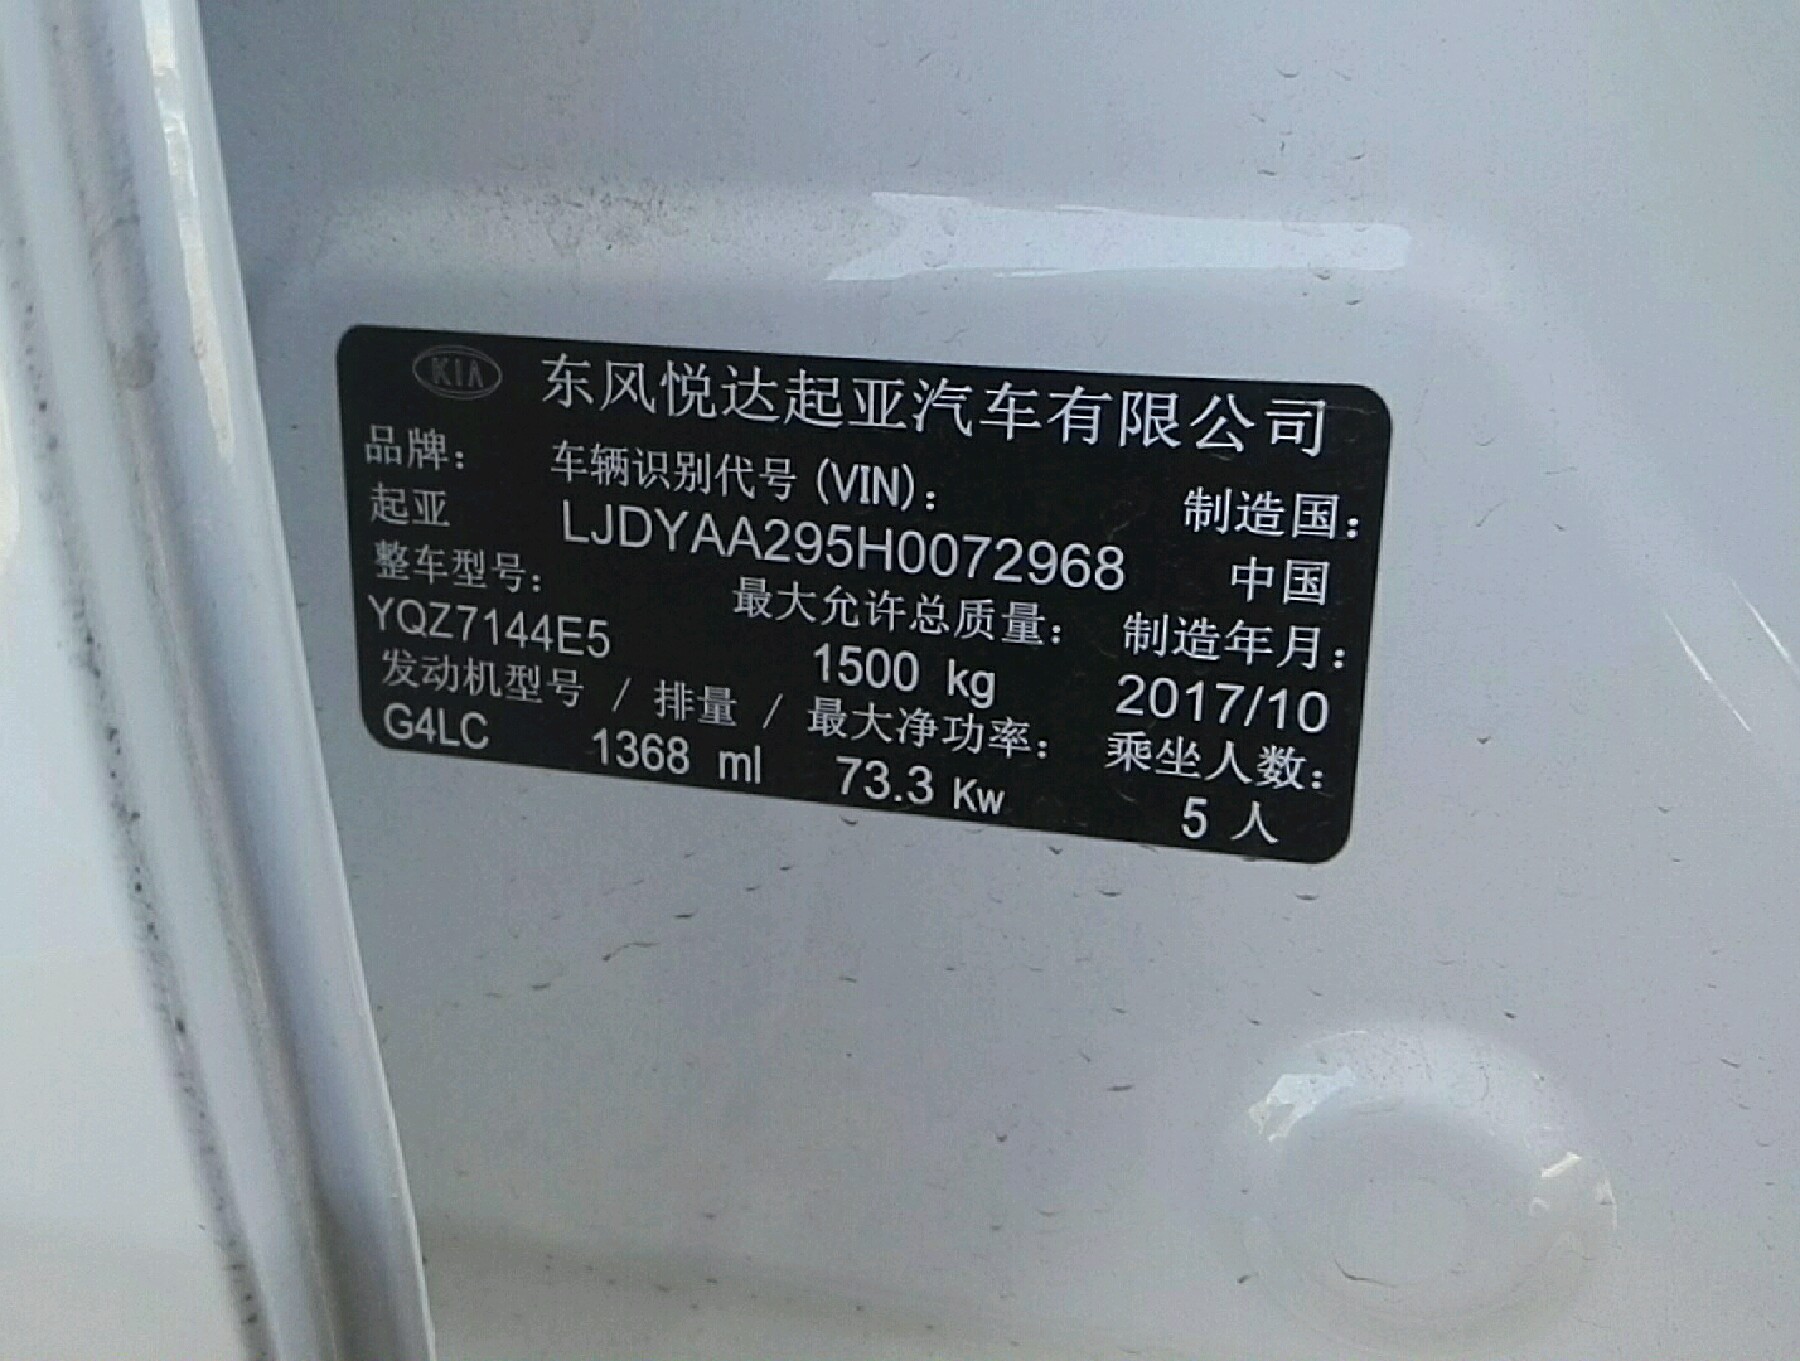 KIA 东风悦达起亚汽车有限公司
品牌： 车辆识别代号 (VIN)： 制造国：
起亚 LJDYAA295H0072968 中国
整车型号： 最大允许总质量： 制造年月：
YQZ7144E5 1500 kg 2017/10
发动机型号 / 排量 / 最大净功率： 乘坐人数：
G4LC 1368 ml 73.3 Kw 5 人